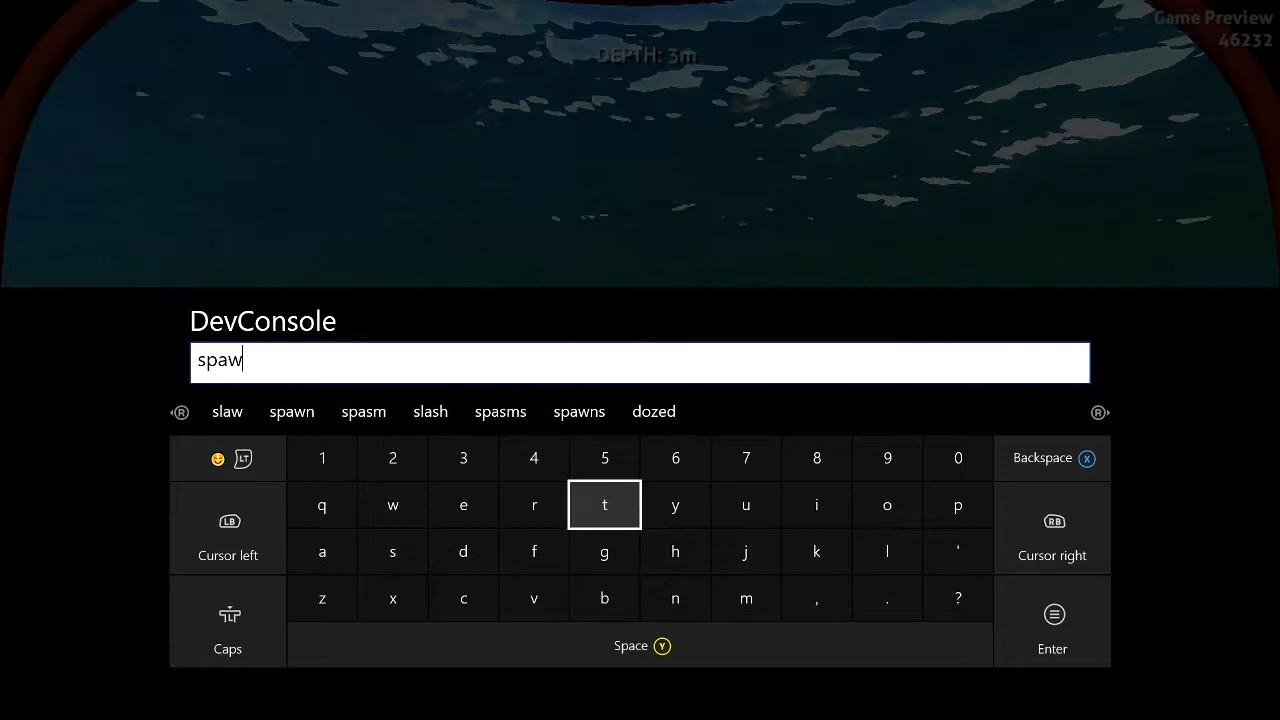 Game Preview
46232
DEPTH: 3m
DevConsole
spaw
R slaw spawn spasm slash spasms spawns dozed R
LT 1 2 3 4 5 6 7 8 9 0 Backspace X
q w e r t y u i o p
LB RB
Cursor left a s d f g h j k l ' Cursor right
z x c v b n m , . ?
LT
Caps Space Y Enter